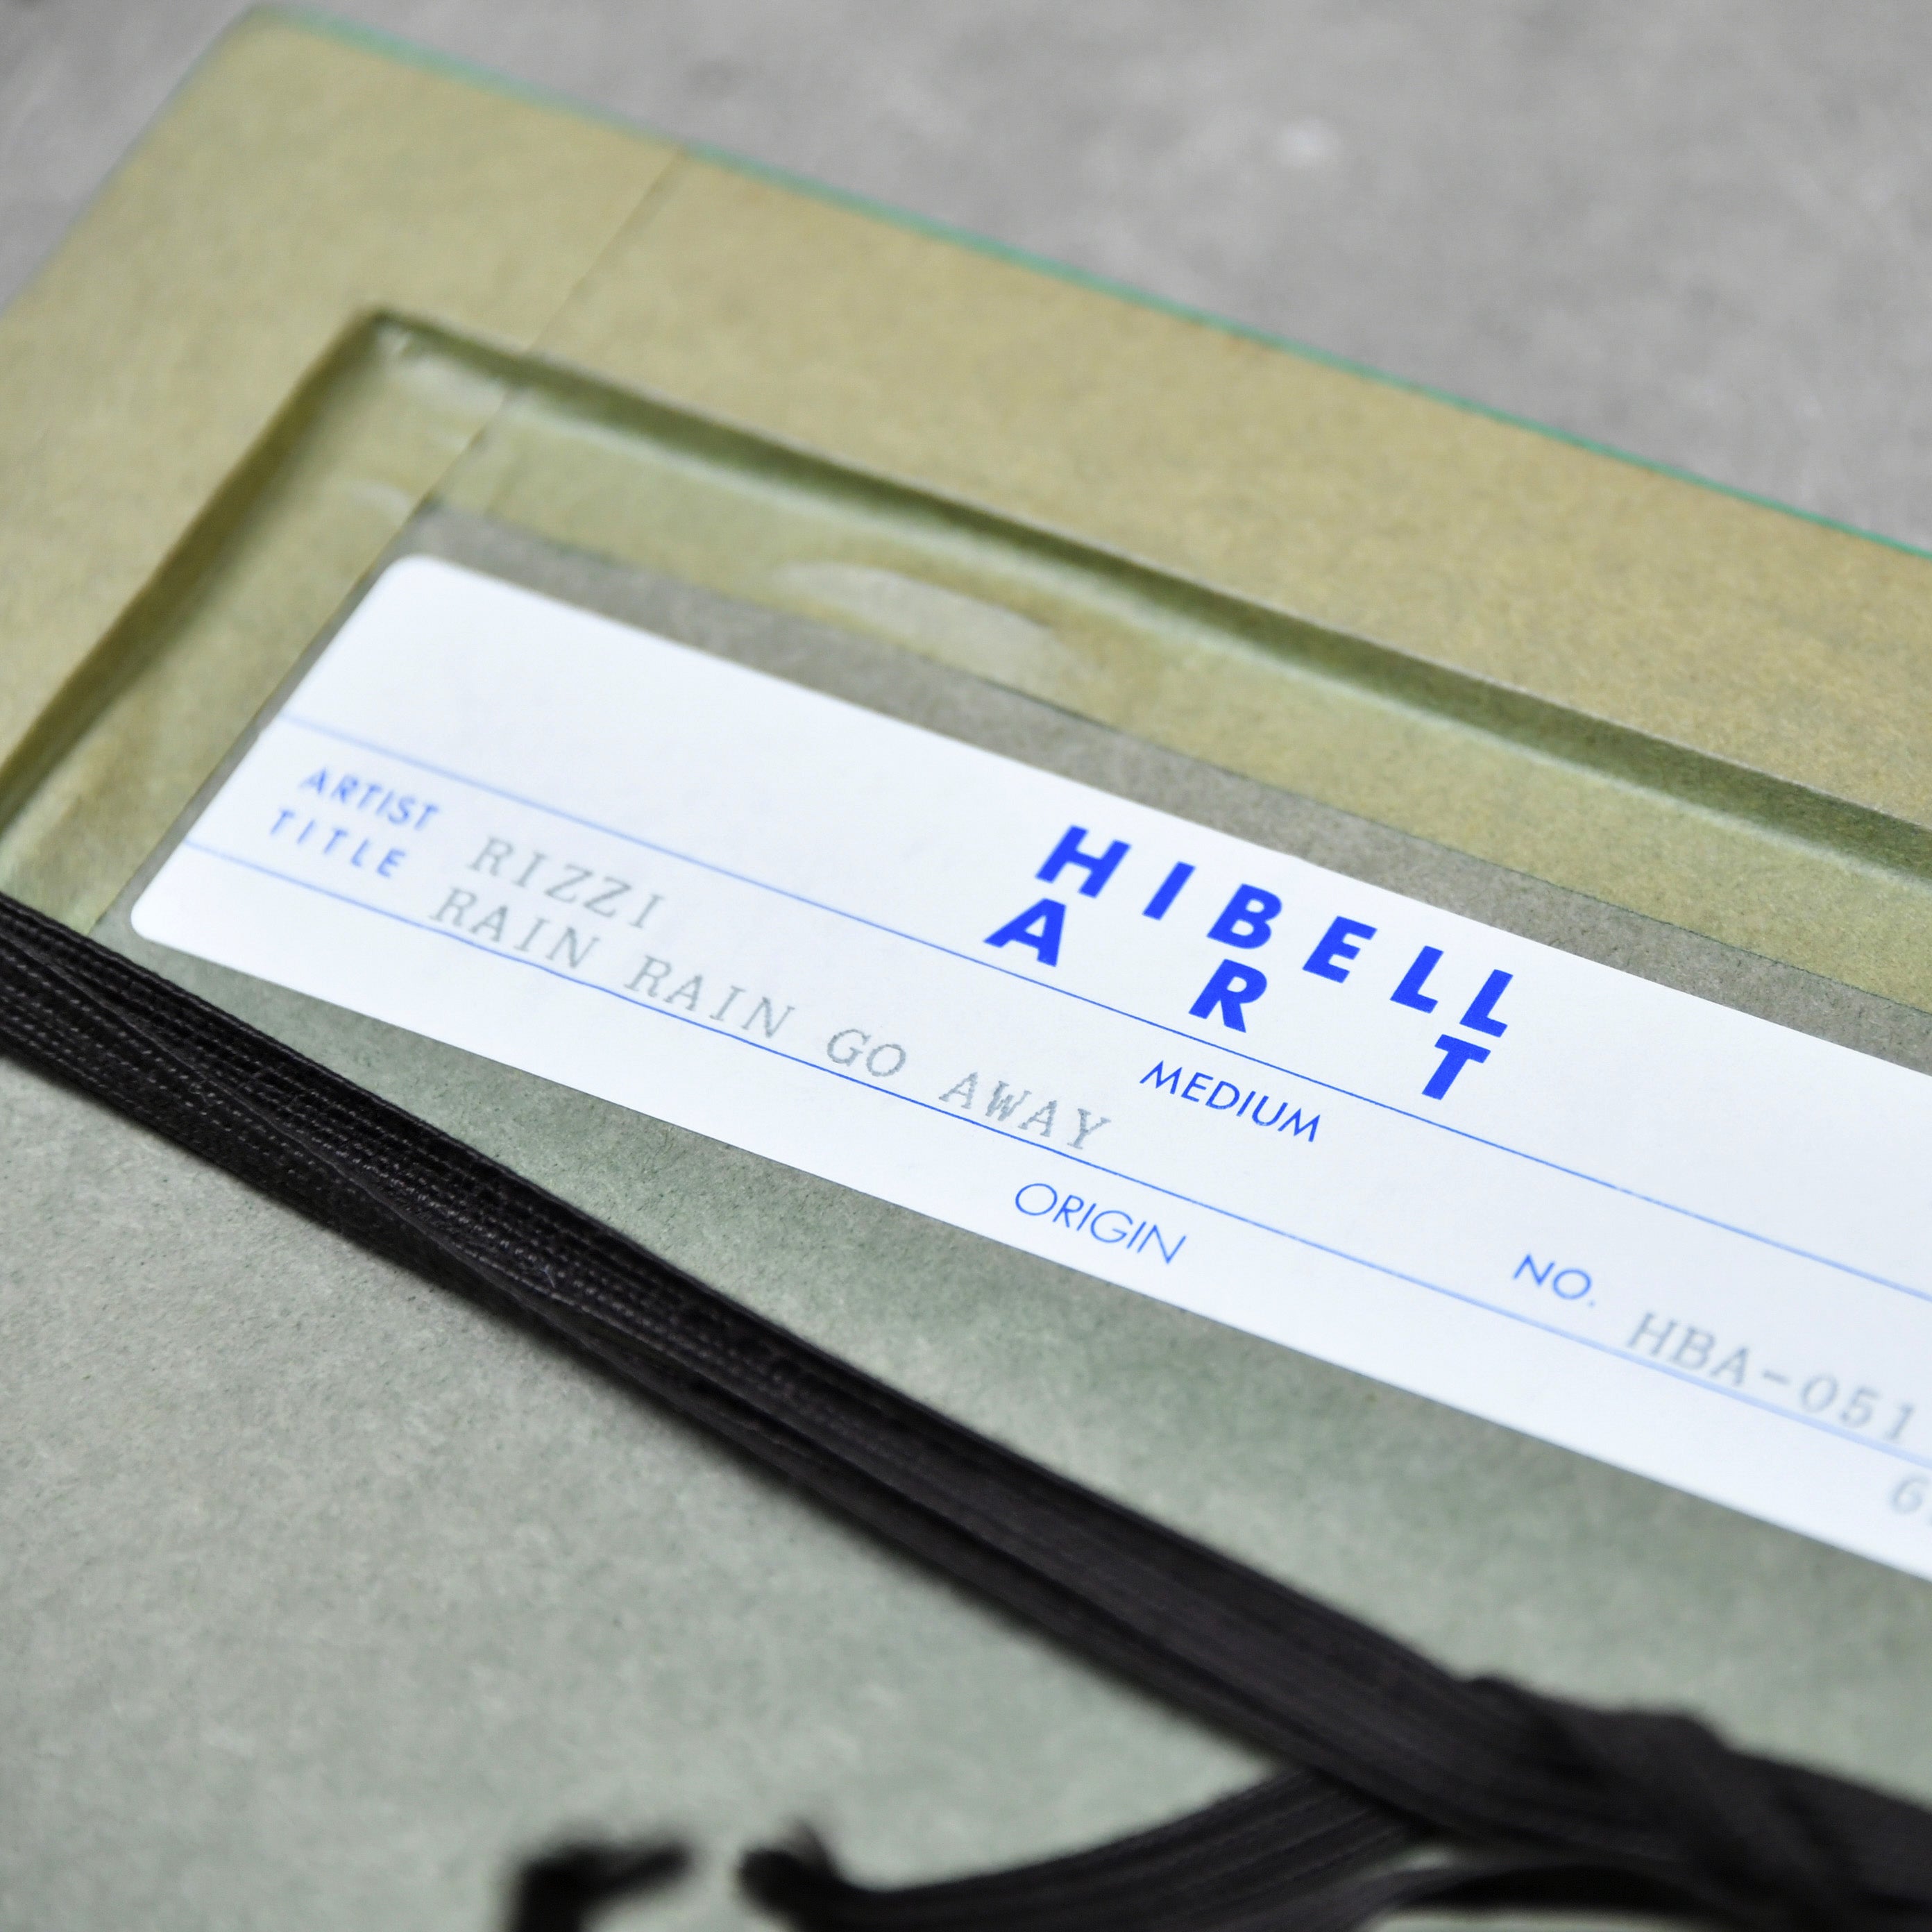 HIBELL
ART
ARTIST RIZZI
MEDIUM
TITLE RAIN RAIN GO AWAY
NO. HBA-051
ORIGIN